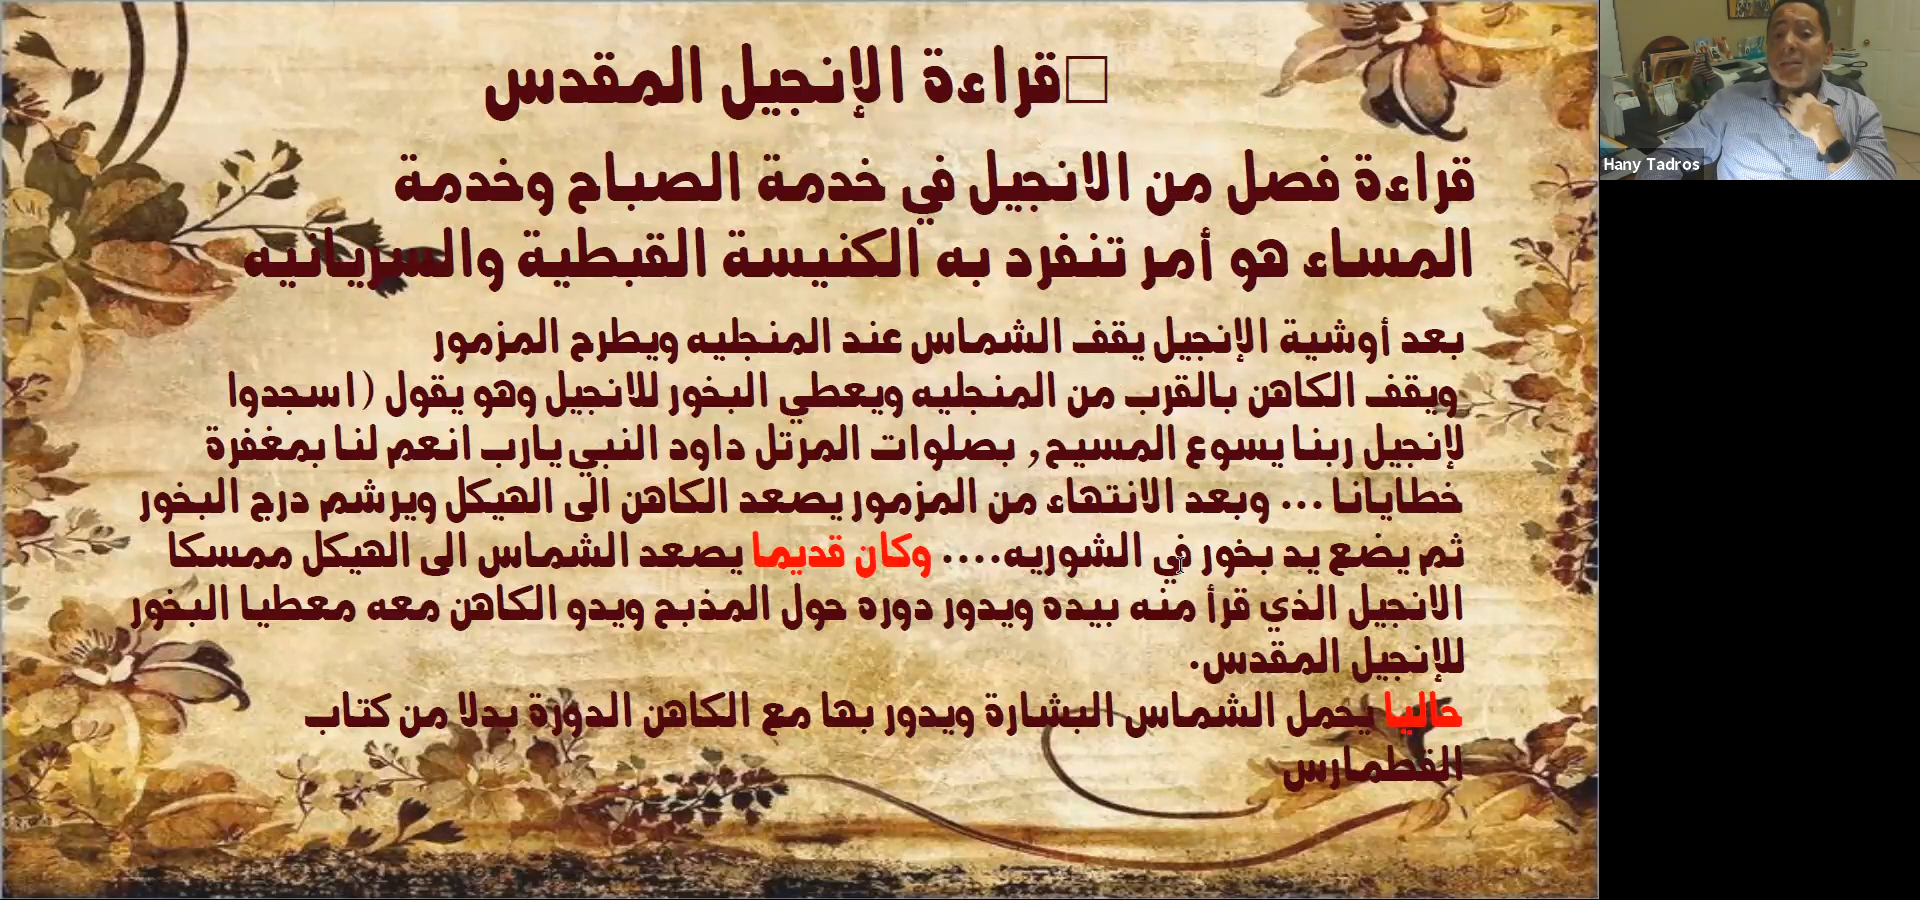 قراءة الإنجيل المقدس
قراءة فصل من الانجيل في خدمة الصباح وخدمة
المساء هو أمر تنفرد به الكنيسة القبطية والسريانيه
بعد أوشية الإنجيل يقف الشماس عند المنجليه ويطرح المزمور
ويقف الكاهن بالقرب من المنجليه ويعطي البخور للانجيل وهو يقول (اسجدوا
لإنجيل ربنا يسوع المسيح, بصلوات المرتل داود النبي يارب انعم لنا بمغفرة
خطايانا ... وبعد الانتهاء من المزمور يصعد الكاهن الى الهيكل ويرشم درج البخور
ثم يضع يد بخور في الشوريه.... وكان قديما يصعد الشماس الى الهيكل ممسكا
الانجيل الذي قرأ منه بيده ويدور دوره حول المذبح ويدو الكاهن معه معطيا البخور
للإنجيل المقدس.
حاليا يحمل الشماس البشارة ويدور بها مع الكاهن الدورة بدلا من كتاب
القطمارس
Hany Tadros